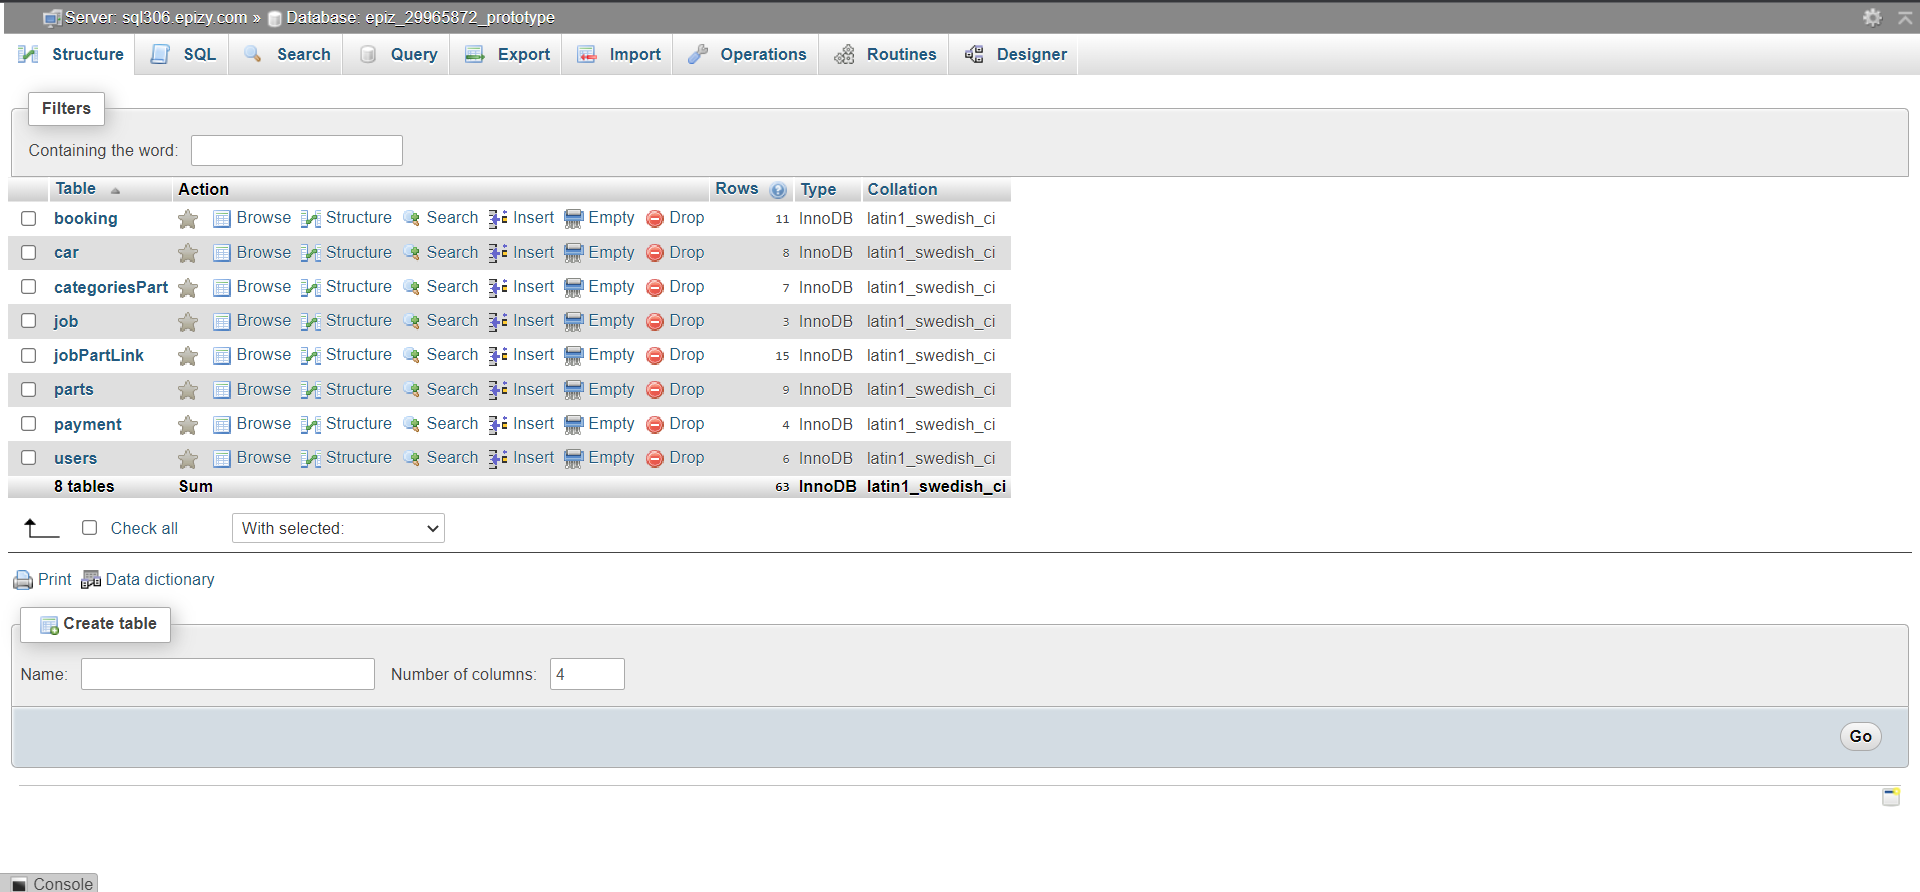 Server: sql306.epizy.com » Database: epiz_29965872_prototype
Structure SQL Search Query Export Import Operations Routines Designer
Filters
Containing the word:
Table Action Rows Type Collation
booking Browse Structure Search Insert Empty Drop 11 InnoDB latin1_swedish_ci
car Browse Structure Search Insert Empty Drop 8 InnoDB latin1_swedish_ci
categoriesPart Browse Structure Search Insert Empty Drop 7 InnoDB latin1_swedish_ci
job Browse Structure Search Insert Empty Drop 3 InnoDB latin1_swedish_ci
jobPartLink Browse Structure Search Insert Empty Drop 15 InnoDB latin1_swedish_ci
parts Browse Structure Search Insert Empty Drop 9 InnoDB latin1_swedish_ci
payment Browse Structure Search Insert Empty Drop 4 InnoDB latin1_swedish_ci
users Browse Structure Search Insert Empty Drop 6 InnoDB latin1_swedish_ci
8 tables Sum 63 InnoDB latin1_swedish_ci
Check all With selected:
Print Data dictionary
Create table
Name: Number of columns: 4
Go
Console